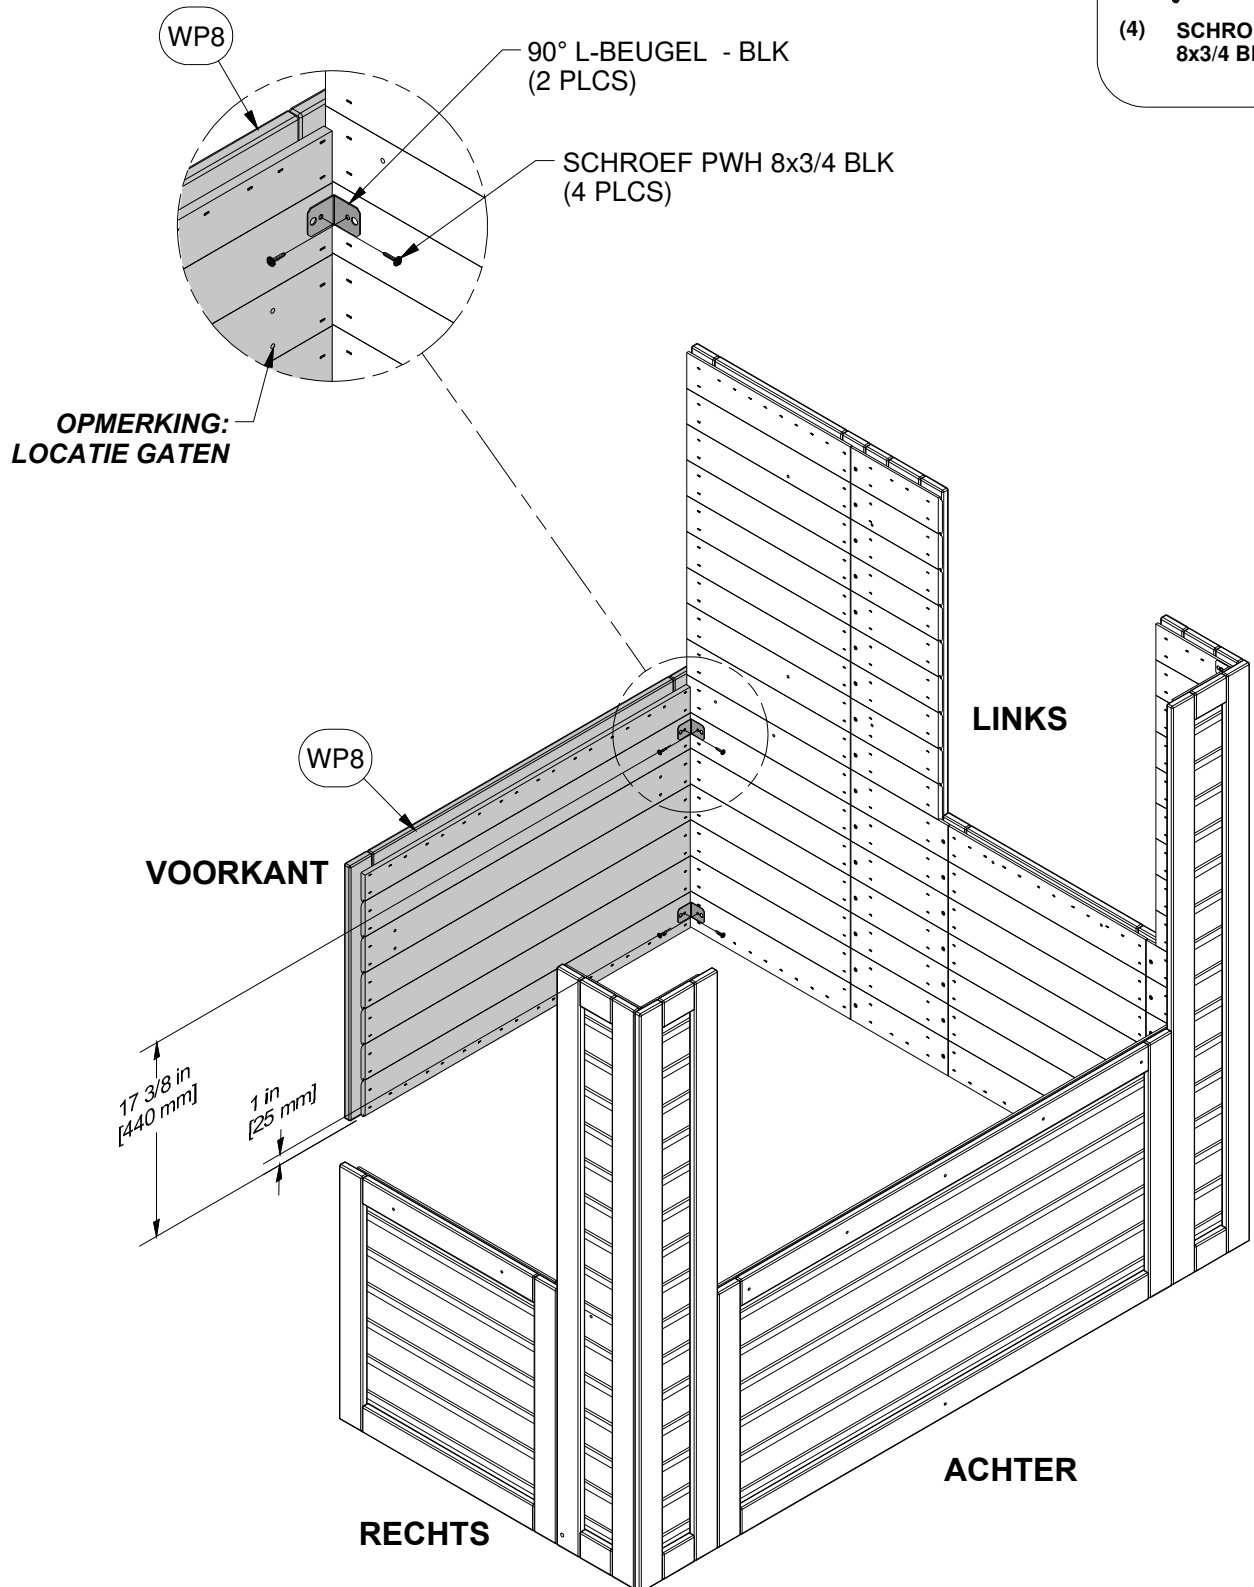 WP8
90° L-BEUGEL - BLK
(2 PLCS)
SCHROEF PWH 8x3/4 BLK
(4 PLCS)
(4)
OPMERKING:
LOCATIE GATEN
LINKS
WP8
VOORKANT
17 3/8 in
[440 mm]
1 in
[25 mm]
ACHTER
RECHTS